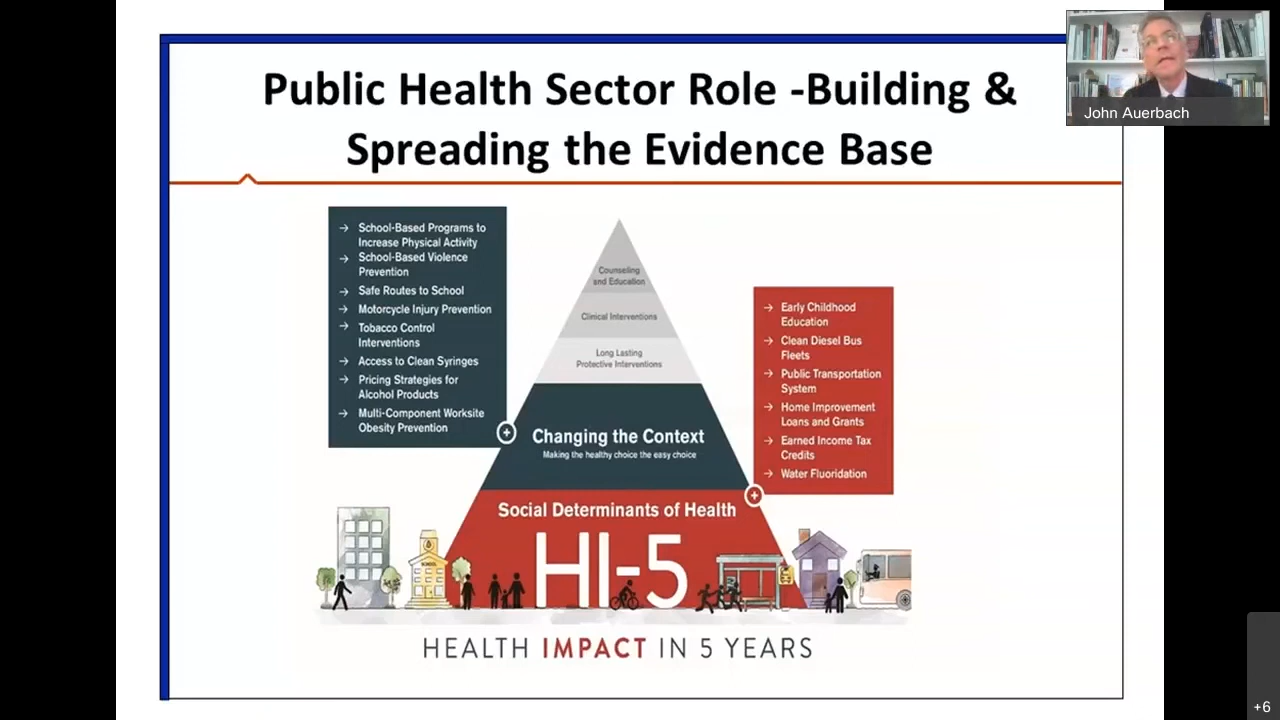 Public Health Sector Role -Building &
Spreading the Evidence Base
John Auerbach
→ School-Based Programs to
Increase Physical Activity
→ School-Based Violence
Prevention
→ Safe Routes to School
→ Motorcycle Injury Prevention
→ Tobacco Control
Interventions
→ Access to Clean Syringes
→ Pricing Strategies for
Alcohol Products
→ Multi-Component Worksite
Obesity Prevention
Counseling
and Education
Clinical Interventions
Long Lasting
Protective Interventions
Changing the Context
Making the healthy choice the easy choice
Social Determinants of Health
HI-5
→ Early Childhood
Education
→ Clean Diesel Bus
Fleets
→ Public Transportation
System
→ Home Improvement
Loans and Grants
→ Earned Income Tax
Credits
→ Water Fluoridation
SCHOOL
HEALTH IMPACT IN 5 YEARS
+6